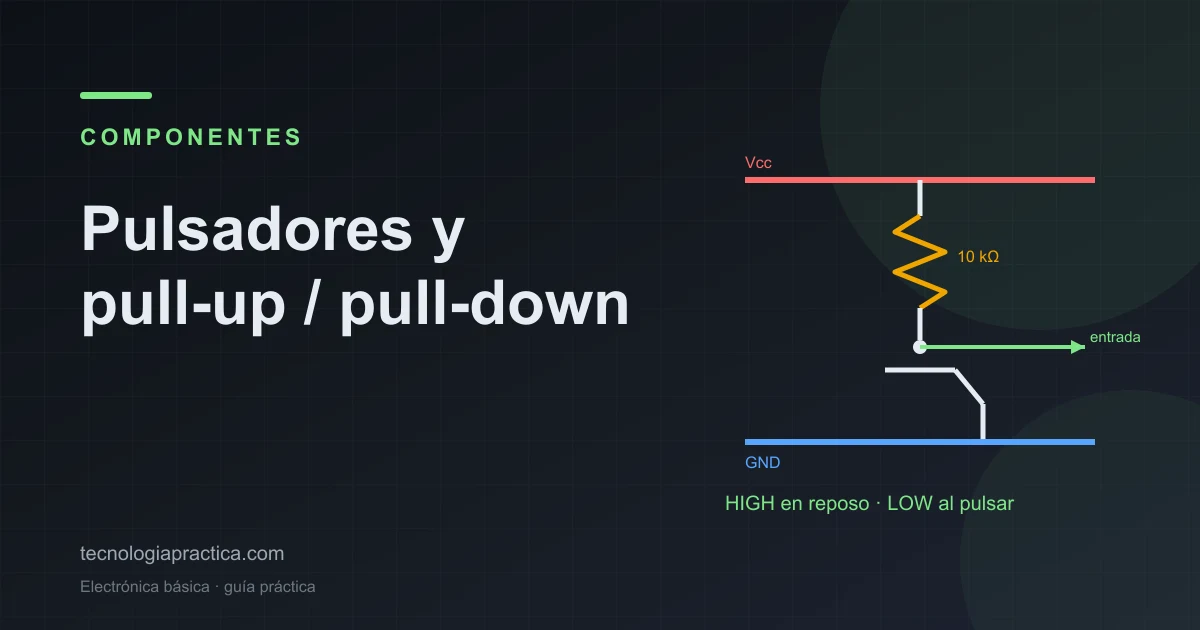 COMPONENTES
Pulsadores y
pull-up / pull-down
Vcc
10 kΩ
entrada
GND
HIGH en reposo · LOW al pulsar
tecnologiapractica.com
Electrónica básica · guía práctica